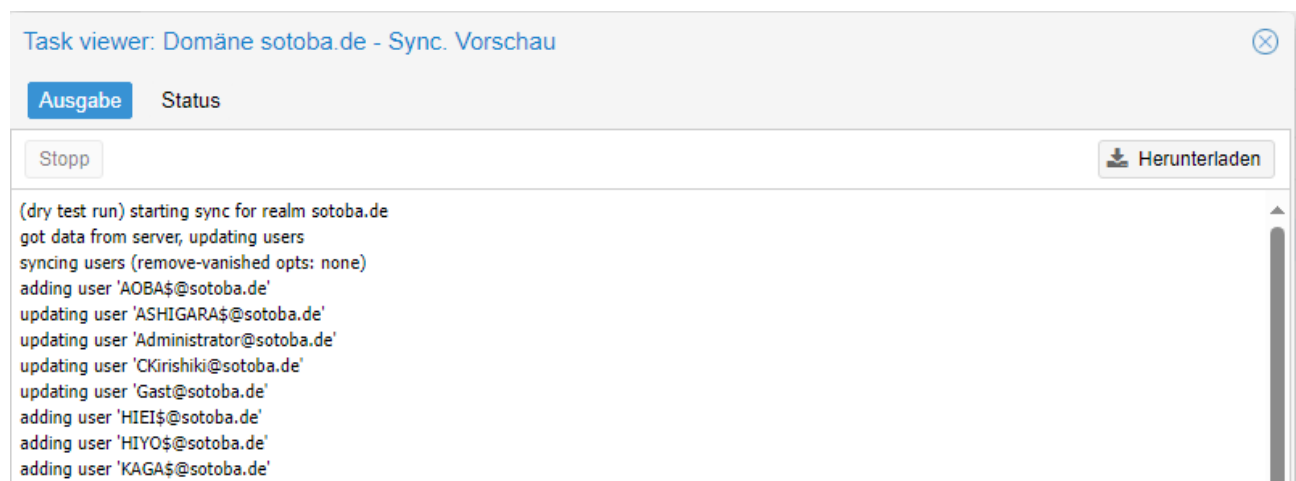 Task viewer: Domäne sotoba.de - Sync. Vorschau
Ausgabe Status
Stopp Herunterladen
(dry test run) starting sync for realm sotoba.de
got data from server, updating users
syncing users (remove-vanished opts: none)
adding user 'AOBA$@sotoba.de'
updating user 'ASHIGARA$@sotoba.de'
updating user 'Administrator@sotoba.de'
updating user 'CKirishiki@sotoba.de'
updating user 'Gast@sotoba.de'
adding user 'HIEI$@sotoba.de'
adding user 'HIYO$@sotoba.de'
adding user 'KAGA$@sotoba.de'